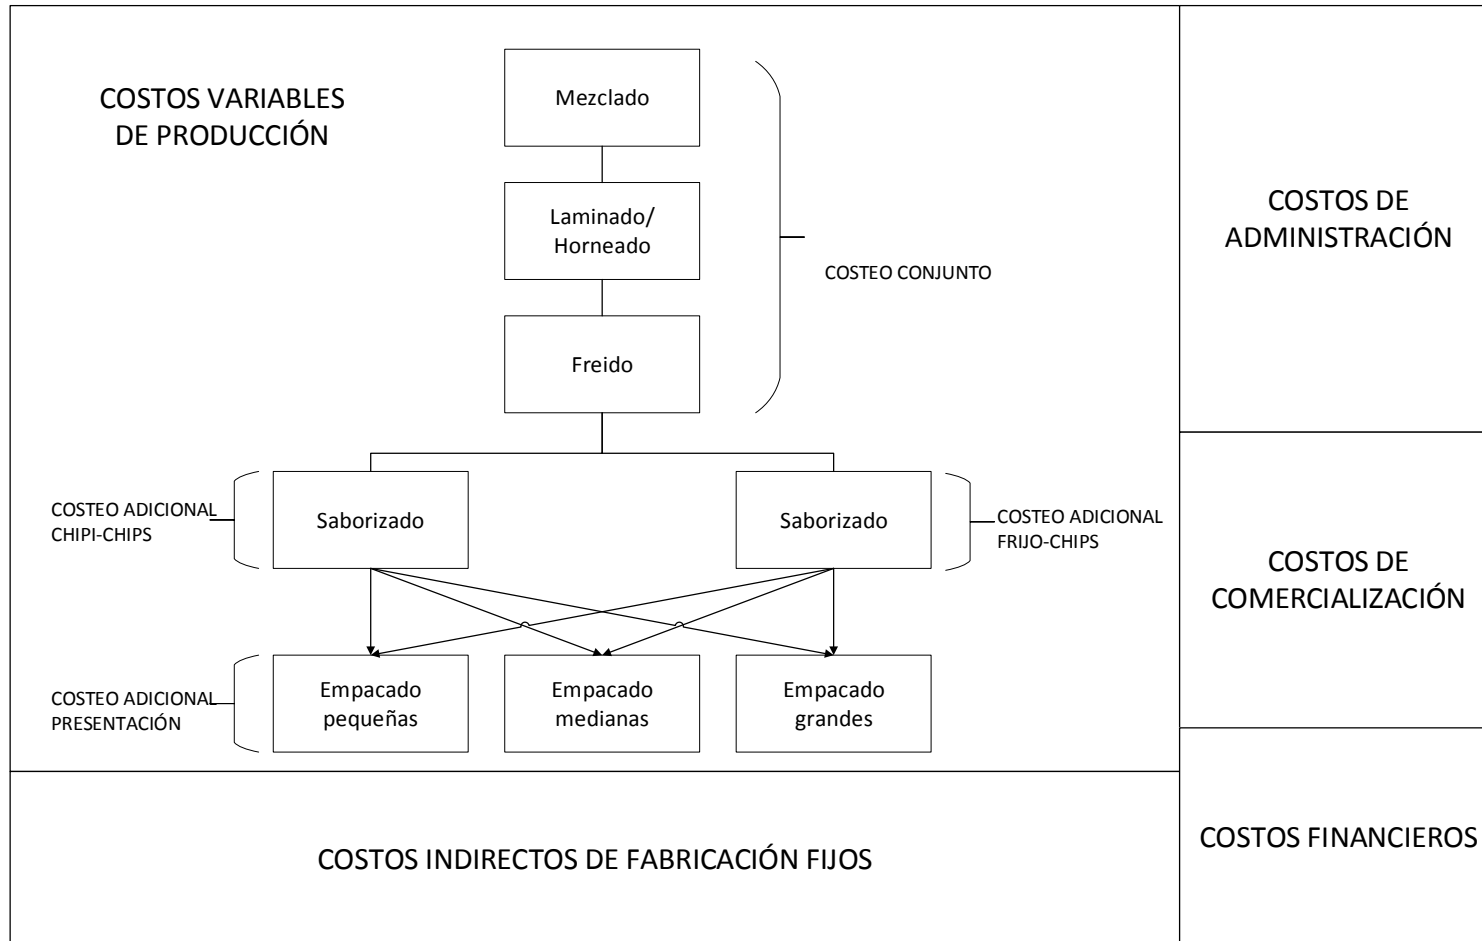 COSTOS VARIABLES
DE PRODUCCIÓN
Mezclado
Laminado/
Horneado
Freido
COSTEO CONJUNTO
COSTEO ADICIONAL
CHIPI-CHIPS
Saborizado
Saborizado
COSTEO ADICIONAL
FRIJO-CHIPS
COSTEO ADICIONAL
PRESENTACIÓN
Empacado
pequeñas
Empacado
medianas
Empacado
grandes
COSTOS DE
ADMINISTRACIÓN
COSTOS DE
COMERCIALIZACIÓN
COSTOS FINANCIEROS
COSTOS INDIRECTOS DE FABRICACIÓN FIJOS